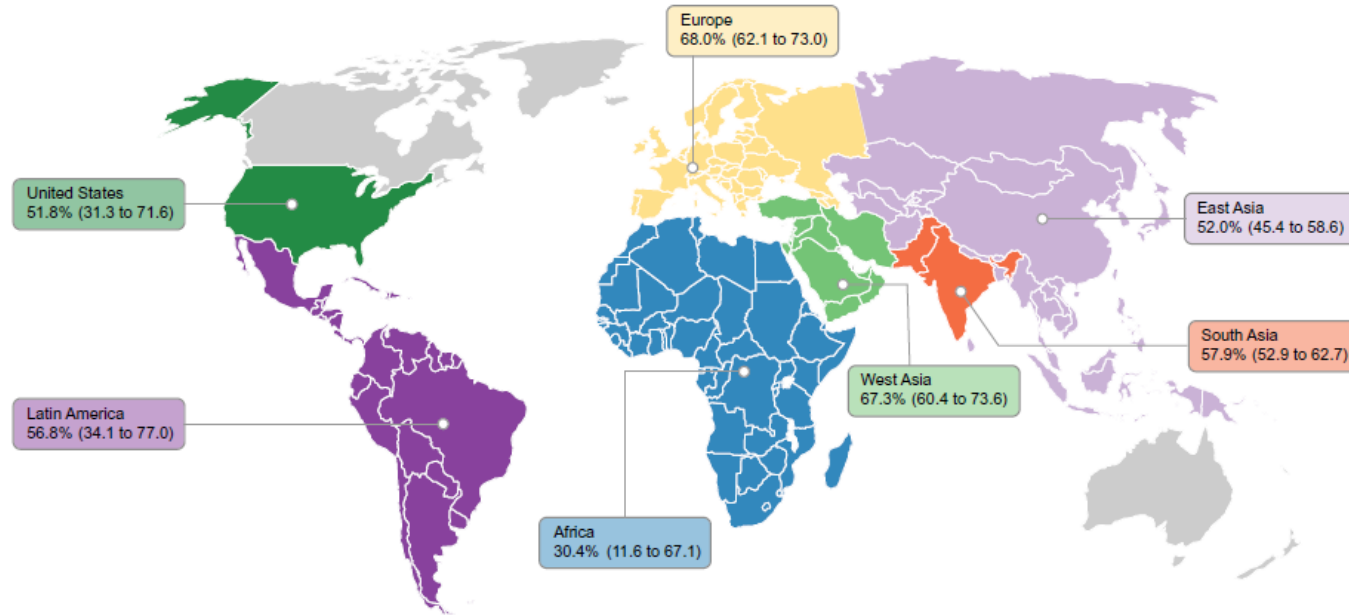 Europe
68.0% (62.1 to 73.0)
United States
51.8% (31.3 to 71.6)
East Asia
52.0% (45.4 to 58.6)
South Asia
57.9% (52.9 to 62.7)
West Asia
67.3% (60.4 to 73.6)
Latin America
56.8% (34.1 to 77.0)
Africa
30.4% (11.6 to 67.1)